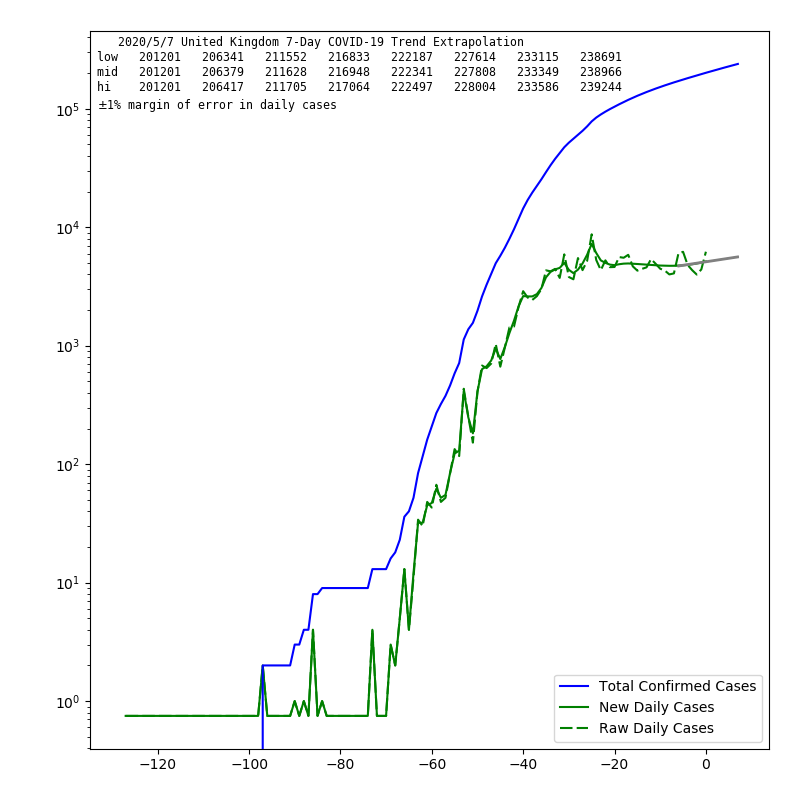 2020/5/7 United Kingdom 7-Day COVID-19 Trend Extrapolation
low 201201 206341 211552 216833 222187 227614 233115 238691
mid 201201 206379 211628 216948 222341 227808 233349 238966
hi 201201 206417 211705 217064 222497 228004 233586 239244
±1% margin of error in daily cases
10^5
10^4
10^3
10^2
10^1
10^0
Total Confirmed Cases
New Daily Cases
Raw Daily Cases
−120 −100 −80 −60 −40 −20 0